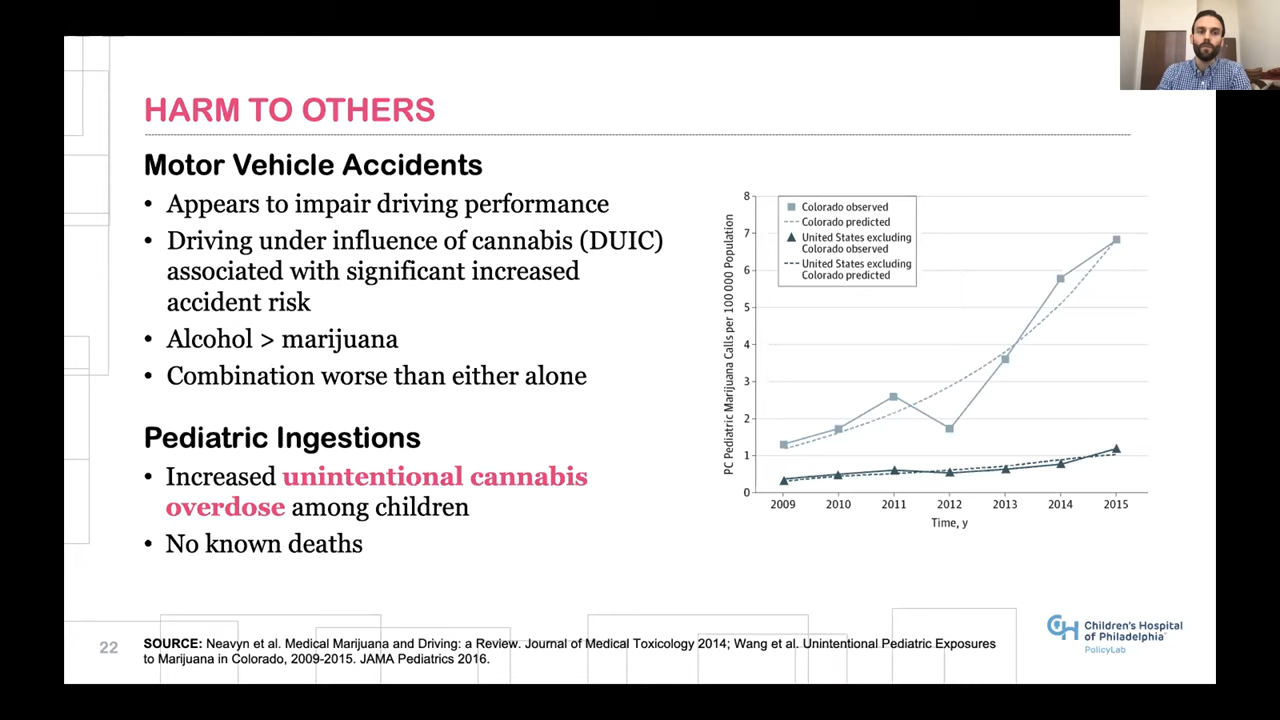 HARM TO OTHERS
Motor Vehicle Accidents
• Appears to impair driving performance
• Driving under influence of cannabis (DUIC)
associated with significant increased
accident risk
• Alcohol > marijuana
• Combination worse than either alone
Pediatric Ingestions
• Increased unintentional cannabis
overdose among children
• No known deaths
PC Pediatric Marijuana Calls per 100 000 Population
8
7
6
5
4
3
2
1
0
Colorado observed
Colorado predicted
United States excluding
Colorado observed
United States excluding
Colorado predicted
2009 2010 2011 2012 2013 2014 2015
Time, y
22
SOURCE: Neavyn et al. Medical Marijuana and Driving: a Review. Journal of Medical Toxicology 2014; Wang et al. Unintentional Pediatric Exposures
to Marijuana in Colorado, 2009-2015. JAMA Pediatrics 2016.
CH Children's Hospital
of Philadelphia
PolicyLab